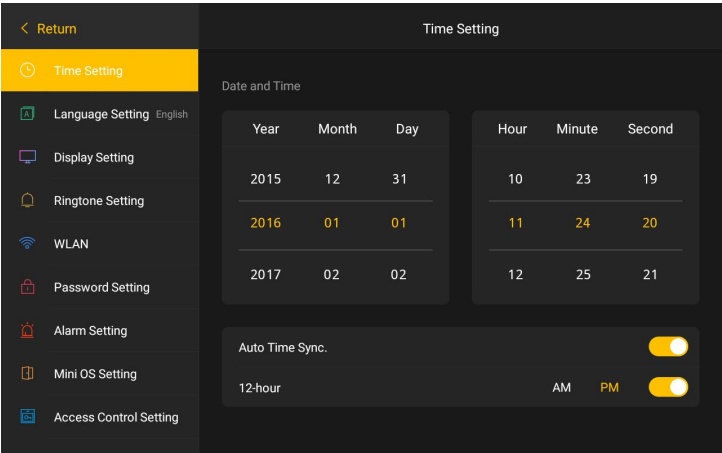 Return
Time Setting
Time Setting
Language Setting English
Display Setting
Ringtone Setting
WLAN
Password Setting
Alarm Setting
Mini OS Setting
Access Control Setting
Date and Time
Year Month Day
2015 12 31
2016 01 01
2017 02 02
Hour Minute Second
10 23 19
11 24 20
12 25 21
Auto Time Sync.
12-hour AM PM